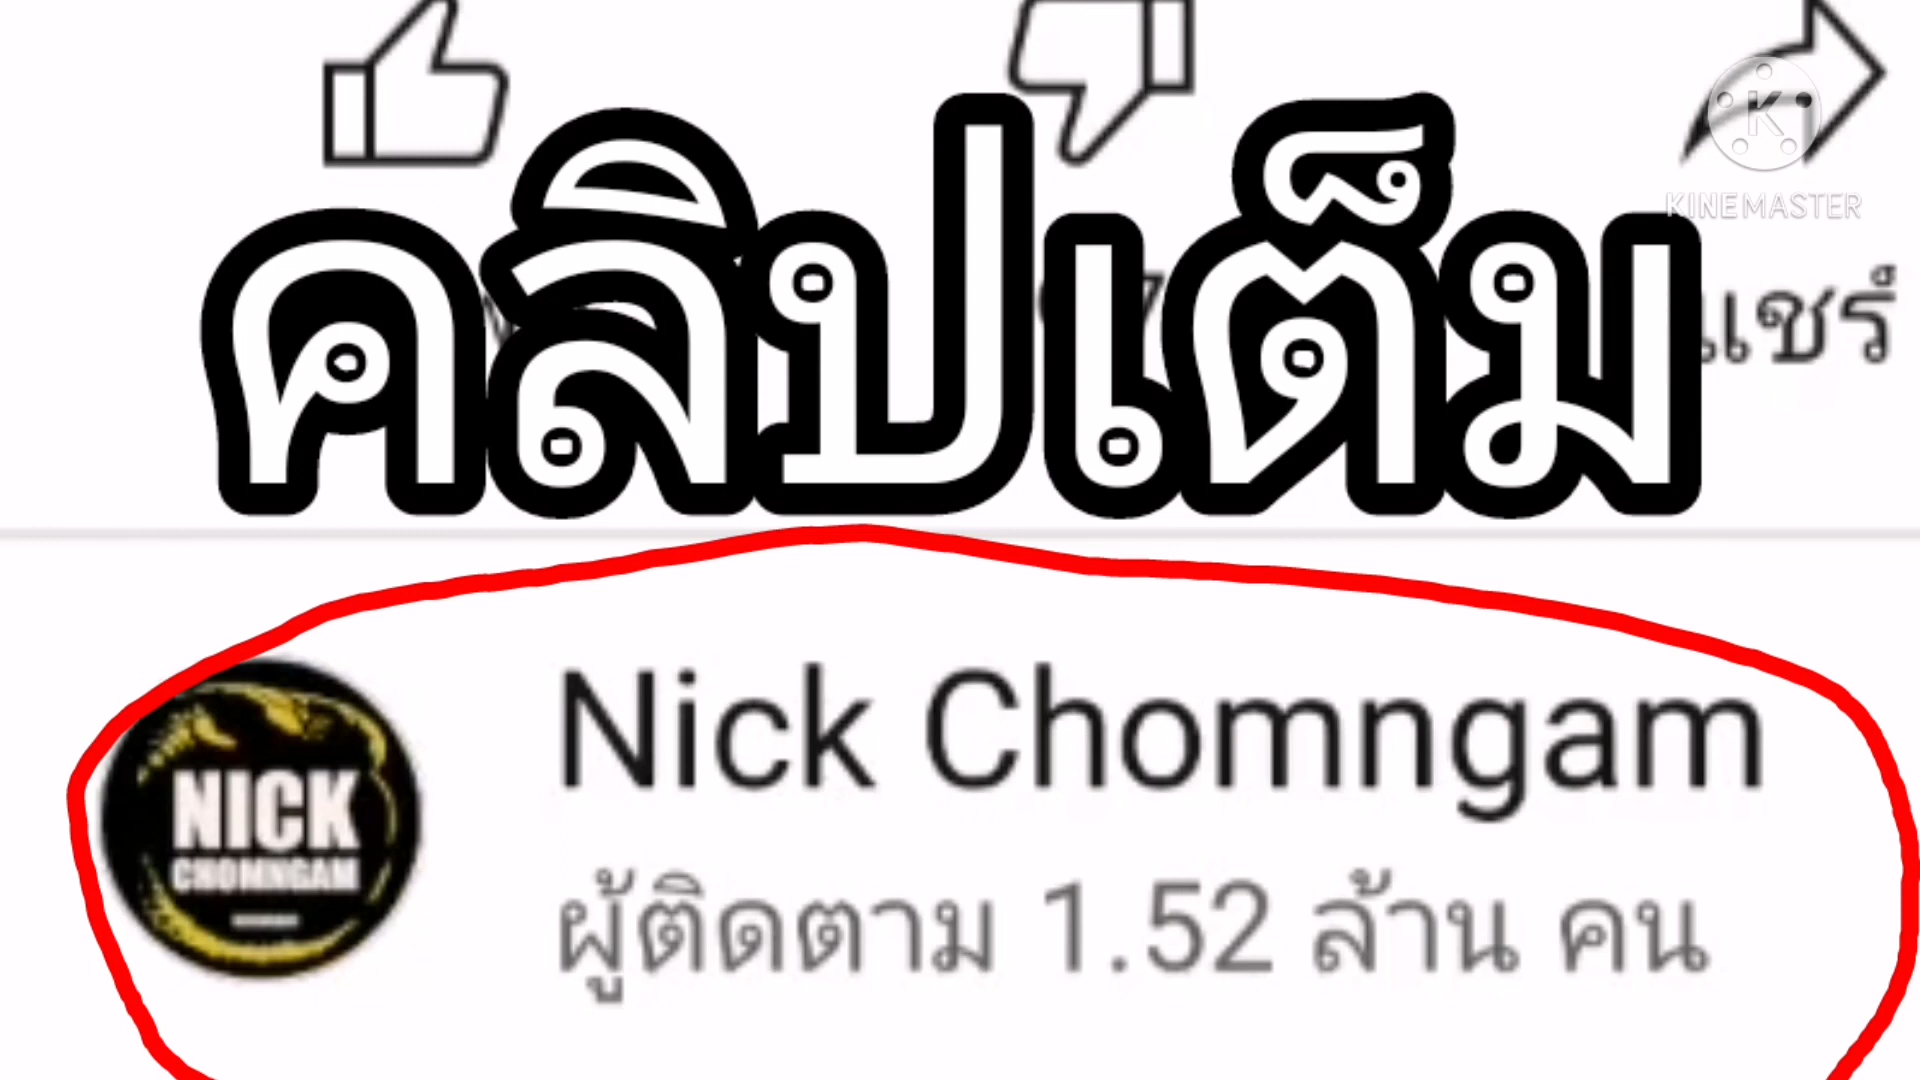 คลิปเต็ม
KINEMASTER
แชร์
Nick Chomngam
NICK
CHOMNGAM
ผู้ติดตาม 1.52 ล้าน คน